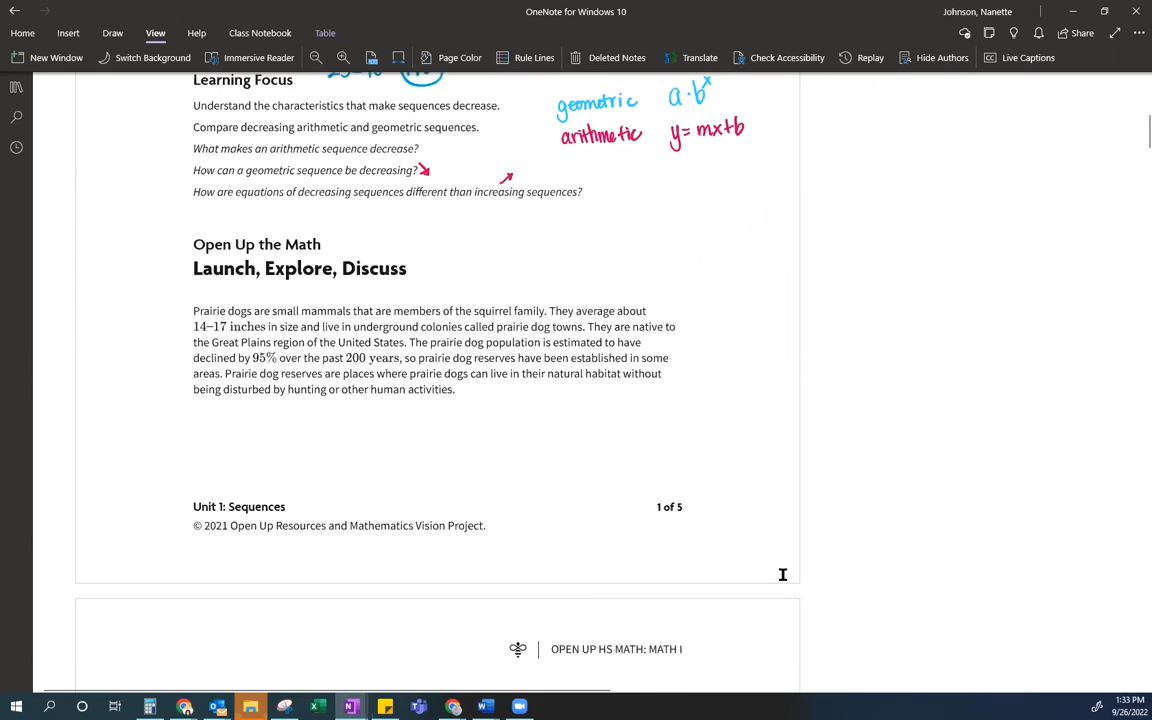 OneNote for Windows 10
Johnson, Nanette
Home Insert Draw View Help Class Notebook Table
Share
New Window Switch Background Immersive Reader Page Color Rule Lines Deleted Notes Translate Check Accessibility Replay Hide Authors Live Captions
Learning Focus
geometric a·b^x
Understand the characteristics that make sequences decrease.
arithmetic y=mx+b
Compare decreasing arithmetic and geometric sequences.
What makes an arithmetic sequence decrease?
How can a geometric sequence be decreasing?
How are equations of decreasing sequences different than increasing sequences?
Open Up the Math
Launch, Explore, Discuss
Prairie dogs are small mammals that are members of the squirrel family. They average about
14–17 inches in size and live in underground colonies called prairie dog towns. They are native to
the Great Plains region of the United States. The prairie dog population is estimated to have
declined by 95% over the past 200 years, so prairie dog reserves have been established in some
areas. Prairie dog reserves are places where prairie dogs can live in their natural habitat without
being disturbed by hunting or other human activities.
Unit 1: Sequences
1 of 5
© 2021 Open Up Resources and Mathematics Vision Project.
OPEN UP HS MATH: MATH I
1:33 PM
9/26/2022